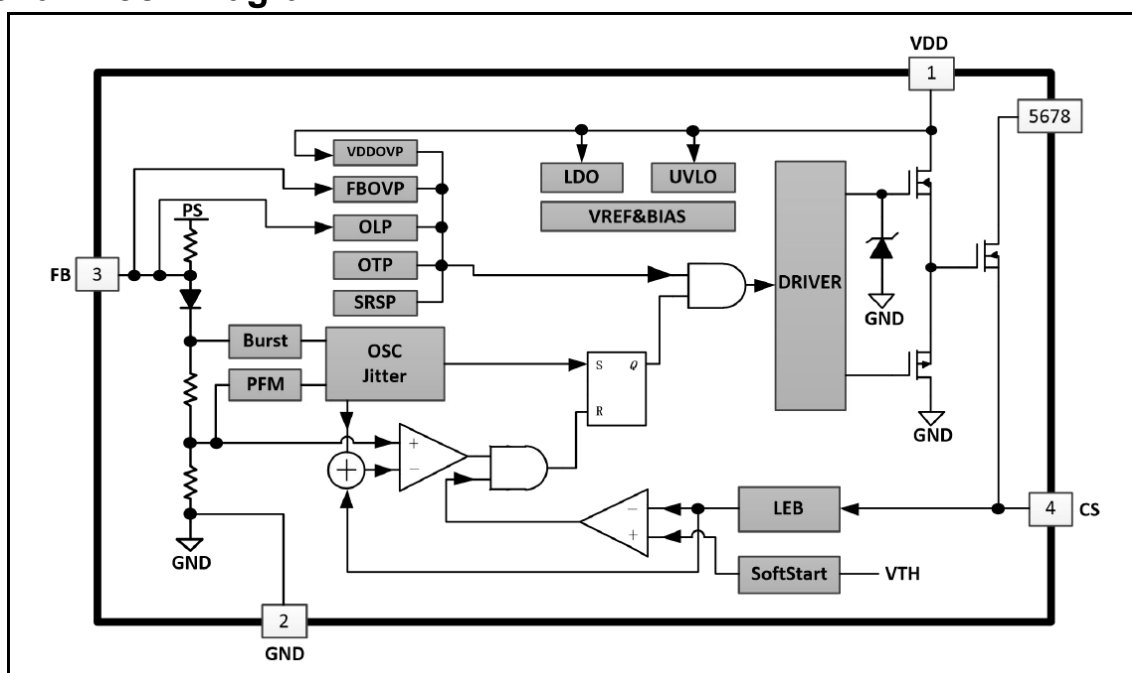 VDD
1
5678
VDDOVP
LDO
UVLO
FBOVP
VREF&BIAS
PS
OLP
FB
3
OTP
DRIVER
SRSP
GND
Burst
OSC
Jitter
S
Q
PFM
R
GND
+
-
+
-
+
LEB
4
CS
GND
SoftStart
VTH
2
GND